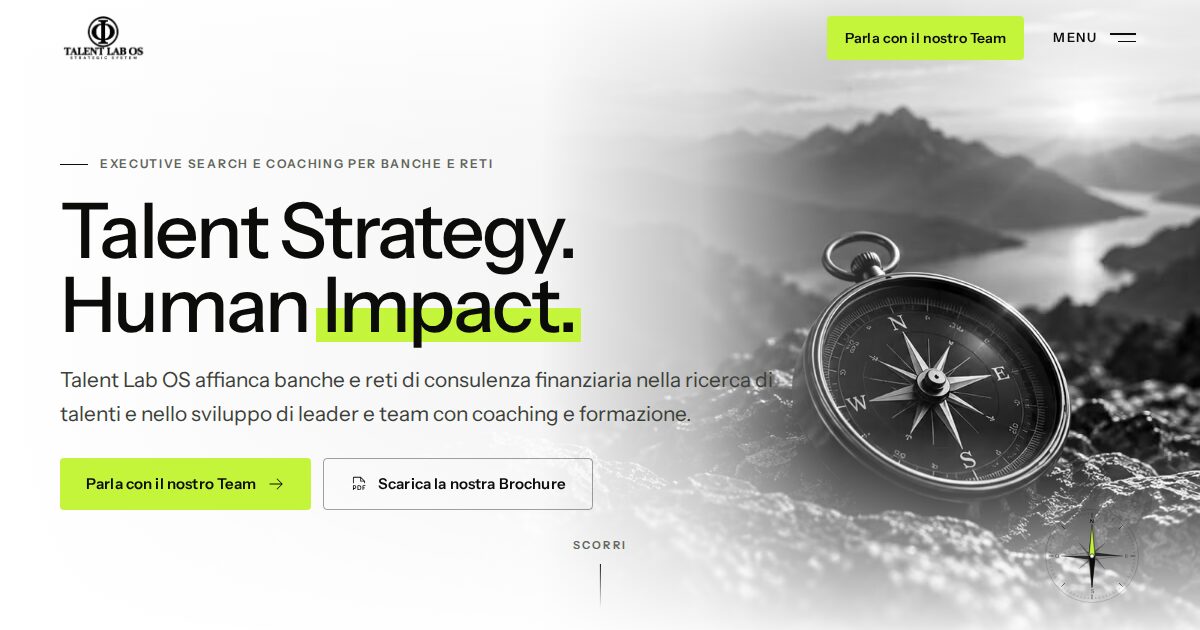 TALENT LAB OS
STRATEGIC SYSTEM
Parla con il nostro Team
MENU
EXECUTIVE SEARCH E COACHING PER BANCHE E RETI
Talent Strategy.
Human Impact.
Talent Lab OS affianca banche e reti di consulenza finanziaria nella ricerca di
talenti e nello sviluppo di leader e team con coaching e formazione.
Parla con il nostro Team
PDF
Scarica la nostra Brochure
SCORRI
N
E
W
S